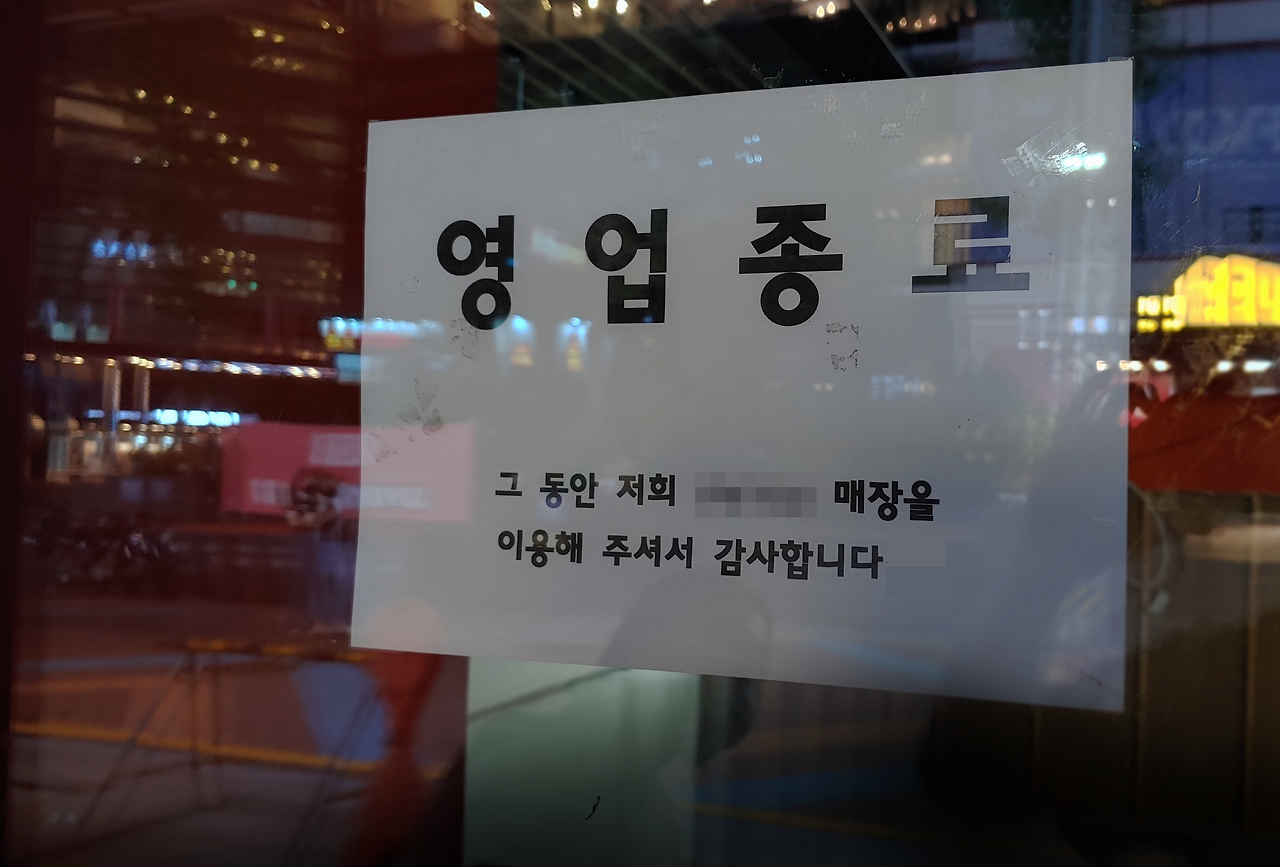 영업종로
그 동안 저희 매장을
이용해 주셔서 감사합니다